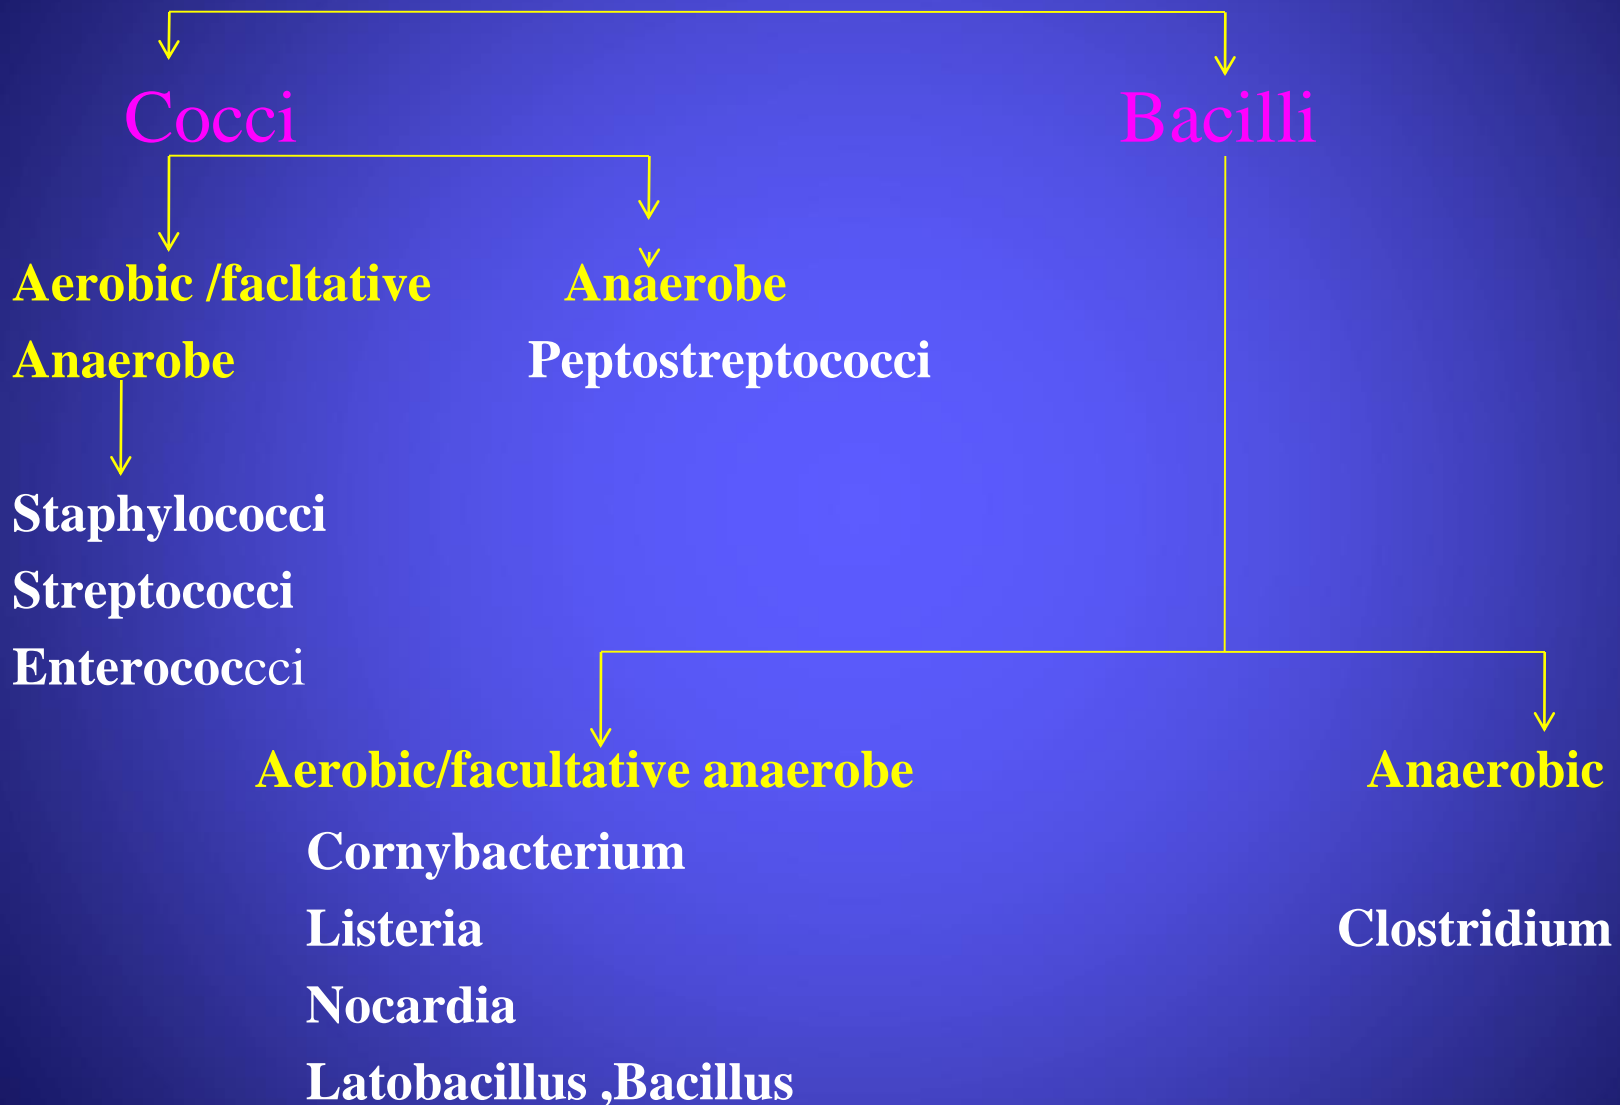 Cocci
Bacilli
Aerobic /facltative
Anaerobe
Anaerobe
Peptostreptococci
Staphylococci
Streptococci
Enterococcci
Aerobic/facultative anaerobe
Anaerobic
Cornybacterium
Listeria
Clostridium
Nocardia
Latobacillus ,Bacillus